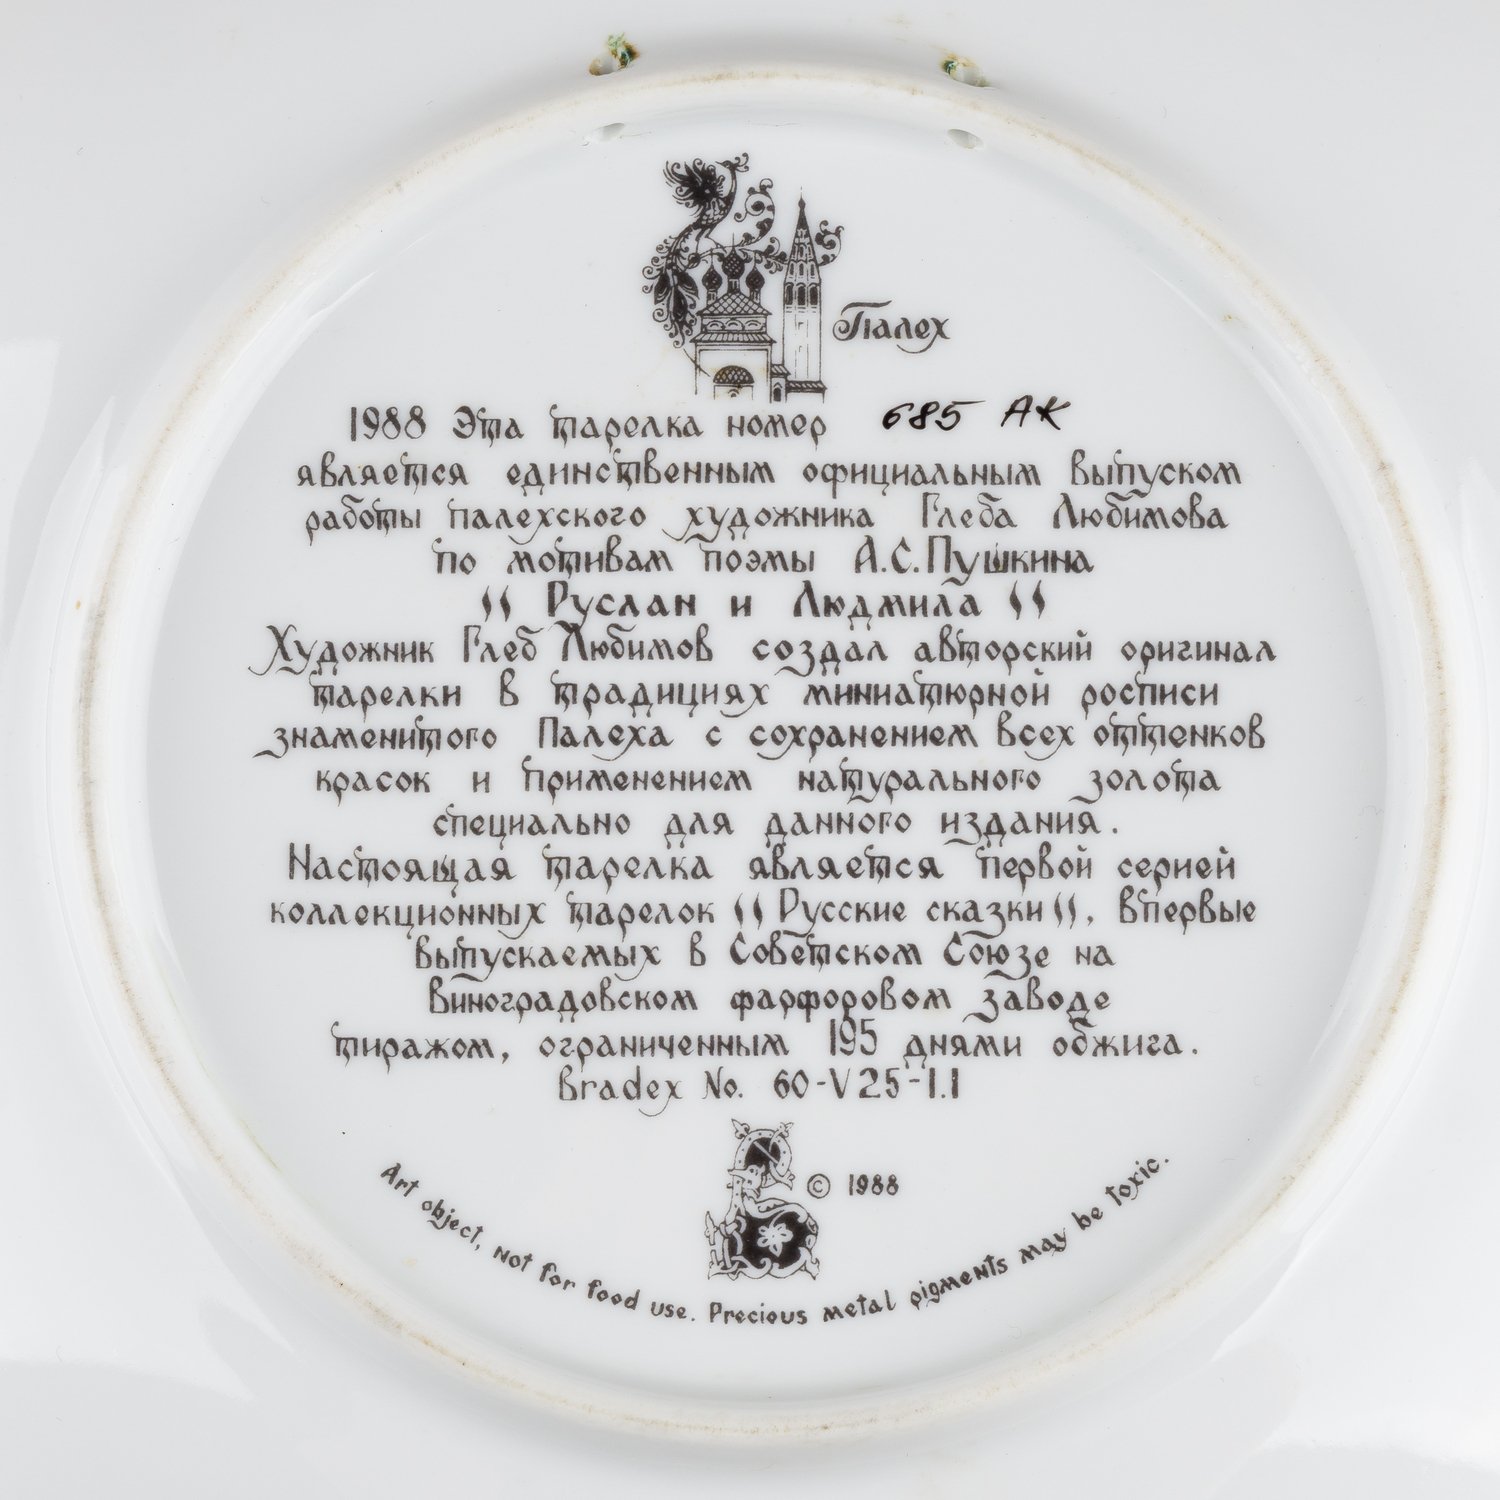 Палех
1988 Эта тарелка номер 685 АК
является единственным официальным выпуском
работы палехского художника Глеба Любимова
по мотивам поэмы А.С.Пушкина
"Руслан и Людмила"
Художник Глеб Любимов создал авторский оригинал
тарелки в традициях миниатюрной росписи
знаменитого Палеха с сохранением всех оттенков
красок и применением натурального золота
специально для данного издания.
Настоящая тарелка является первой серией
коллекционных тарелок "Русские сказки", впервые
выпускаемых в Советском Союзе на
Виноградовском фарфоровом заводе
тиражом, ограниченным 195 днями обжига.
Bradex No. 60-V25-1.1
© 1988
Art object, not for food use. Precious metal pigments may be toxic.